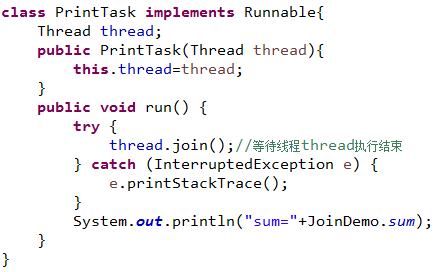 class PrintTask implements Runnable{
    Thread thread;
    public PrintTask(Thread thread){
        this.thread=thread;
    }
    public void run() {
        try {
            thread.join();//等待线程thread执行结束
        } catch (InterruptedException e) {
            e.printStackTrace();
        }
        System.out.println("sum="+JoinDemo.sum);
    }
}